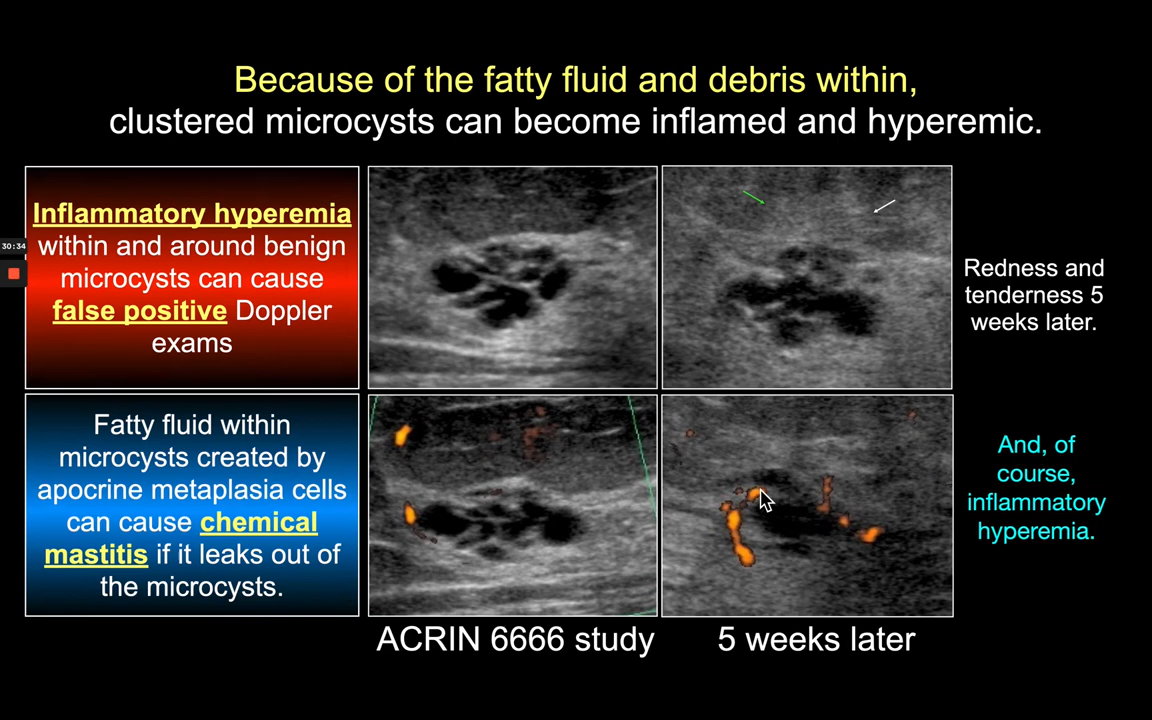 Because of the fatty fluid and debris within,
clustered microcysts can become inflamed and hyperemic.
Inflammatory hyperemia
within and around benign
microcysts can cause
false positive Doppler
exams
30:34
Redness and
tenderness 5
weeks later.
Fatty fluid within
microcysts created by
apocrine metaplasia cells
can cause chemical
mastitis if it leaks out of
the microcysts.
And, of
course,
inflammatory
hyperemia.
ACRIN 6666 study
5 weeks later